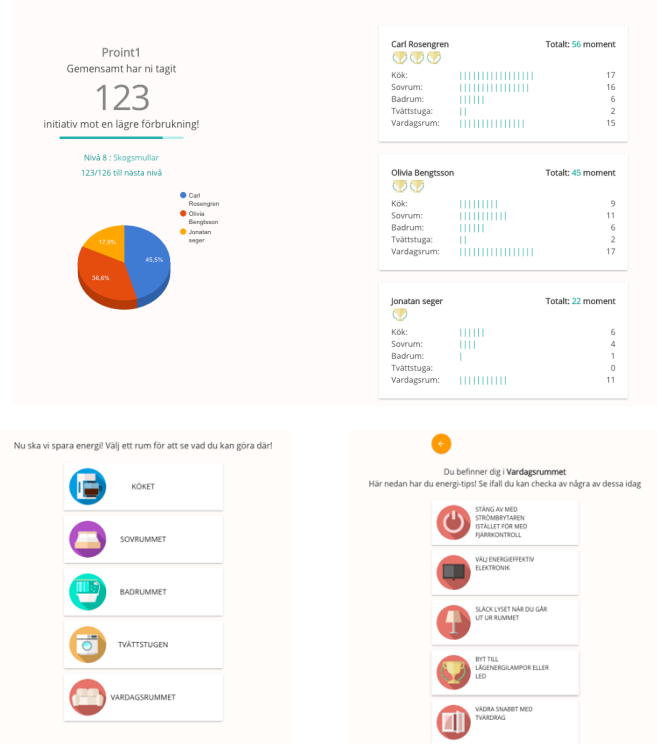 Proint1
Gemensamt har ni tagit
123
initiativ mot en lägre förbrukning!
Nivå 8 : Skogsmullar
123/126 till nästa nivå
Carl
Rosengren
Olivia
Bengtsson
Jonatan
seger
17,9%
45,5%
36,6%
Carl Rosengren Totalt: 56 moment
Kök: 17
Sovrum: 16
Badrum: 6
Tvättstuga: 2
Vardagsrum: 15
Olivia Bengtsson Totalt: 45 moment
Kök: 9
Sovrum: 11
Badrum: 6
Tvättstuga: 2
Vardagsrum: 17
Jonatan seger Totalt: 22 moment
Kök: 6
Sovrum: 4
Badrum: 1
Tvättstuga: 0
Vardagsrum: 11
Nu ska vi spara energi! Välj ett rum för att se vad du kan göra där!
KÖKET
SOVRUMMET
BADRUMMET
TVÄTTSTUGEN
VARDAGSRUMMET
Du befinner dig i Vardagsrummet
Här nedan har du energi-tips! Se ifall du kan checka av några av dessa idag
STÄNG AV MED
STRÖMBRYTAREN
ISTÄLLET FÖR MED
FJÄRRKONTROLL
VÄLJ ENERGIEFFEKTIV
ELEKTRONIK
SLÄCK LYSET NÄR DU GÅR
UT UR RUMMET
BYT TILL
LÅGENERGILAMPOR ELLER
LED
VÄDRA SNABBT MED
TVÄRDRAG